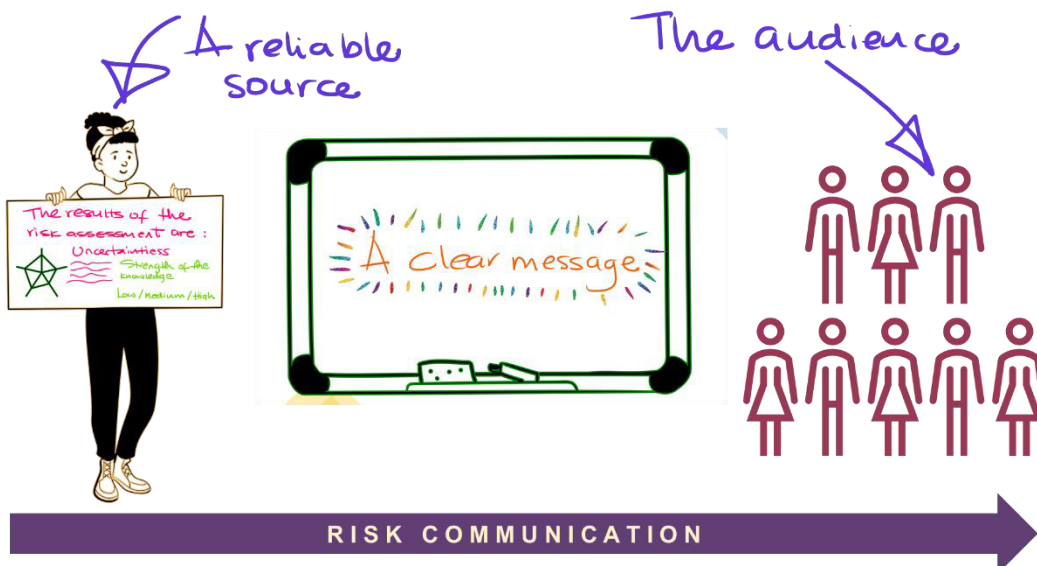 A reliable
source
The audience
The results of the
risk assessment are :
Uncertaintiess
Strength of the
knowledge
Low/Medium/High
A clear message
RISK COMMUNICATION